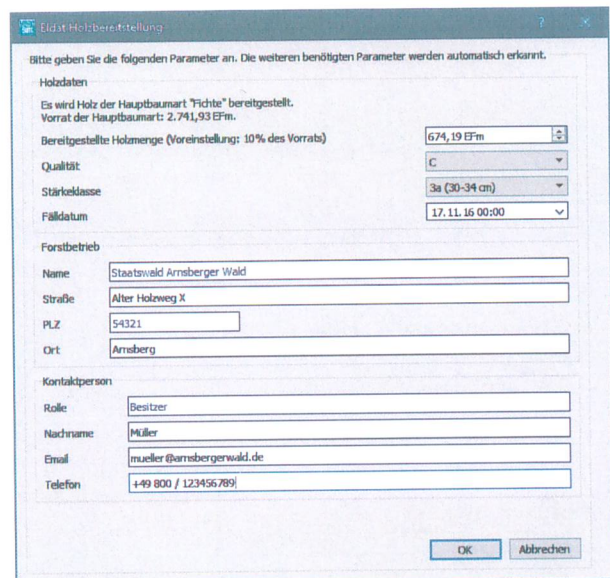 Eldat Holzbereitstellung
Bitte geben Sie die folgenden Parameter an. Die weiteren benötigten Parameter werden automatisch erkannt.
Holzdaten
Es wird Holz der Hauptbaumart "Fichte" bereitgestellt.
Vorrat der Hauptbaumart: 2.741,93 EFm.
Bereitgestellte Holzmenge (Voreinstellung: 10% des Vorrats) 674,19 EFm
Qualität C
Stärkeklasse 3a (30-34 cm)
Fälldatum 17.11.16 00:00
Forstbetrieb
Name Staatswald Arnsberger Wald
Straße Alter Holzweg X
PLZ 54321
Ort Arnsberg
Kontaktperson
Rolle Besitzer
Nachname Müller
Email mueller@arnsbergerwald.de
Telefon +49 800 / 123456789
OK Abbrechen